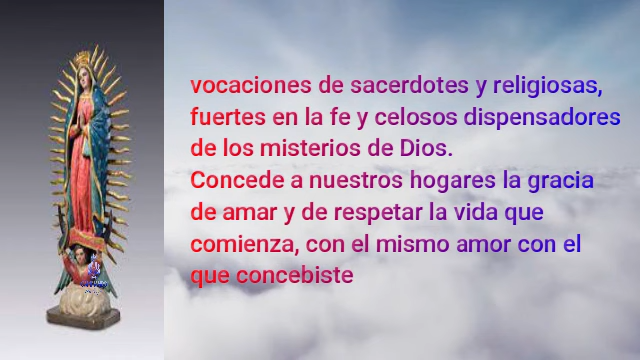 vocaciones de sacerdotes y religiosas,
fuertes en la fe y celosos dispensadores
de los misterios de Dios.
Concede a nuestros hogares la gracia
de amar y de respetar la vida que
comienza, con el mismo amor con el
que concebiste